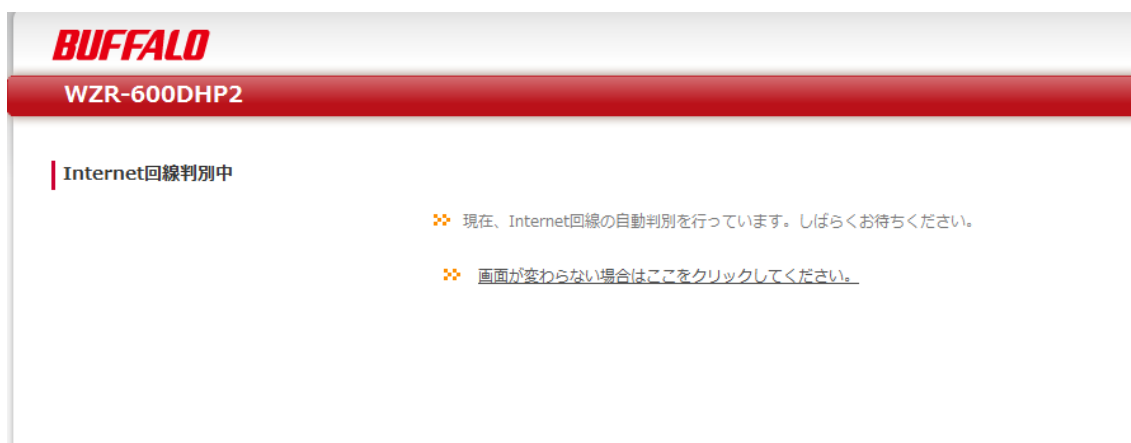 BUFFALO
WZR-600DHP2
Internet回線判別中
現在、Internet回線の自動判別を行っています。しばらくお待ちください。
画面が変わらない場合はここをクリックしてください。